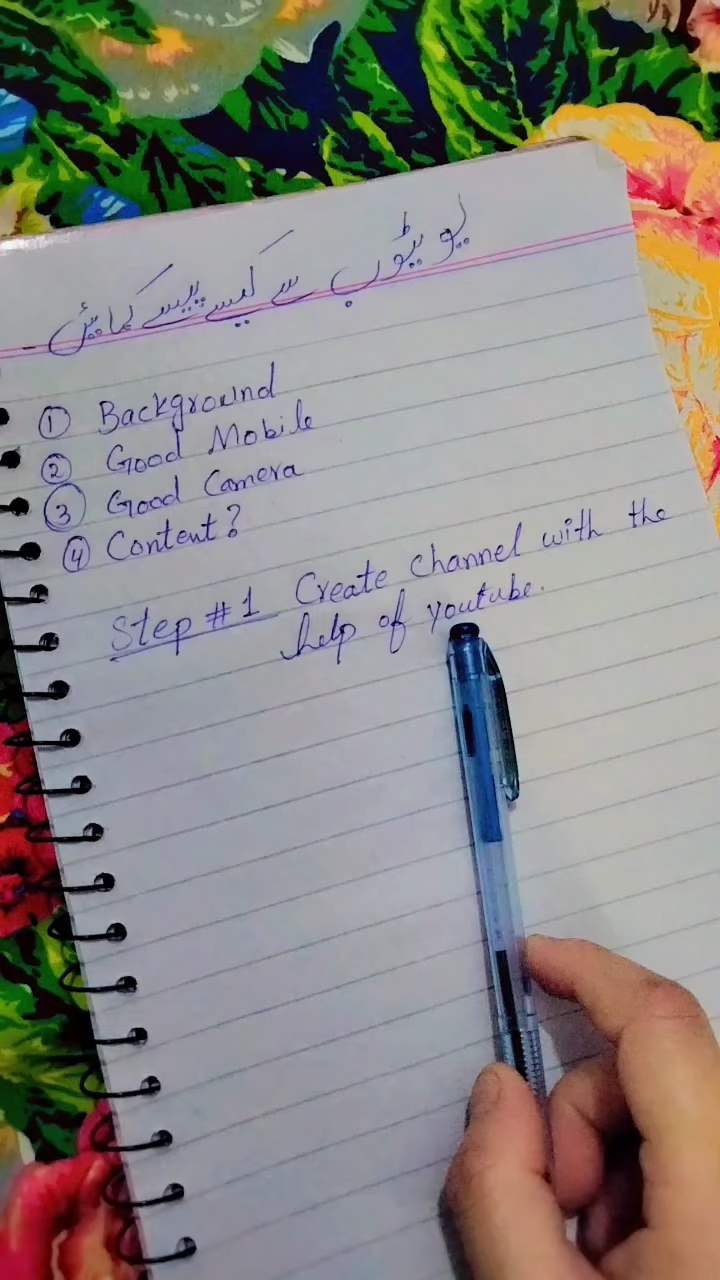 یوٹیوب سے کیسے پیسے کمائیں -
① Background
② Good Mobile
③ Good Camera
④ Content?
Step #1 Create channel with the
help of youtube.